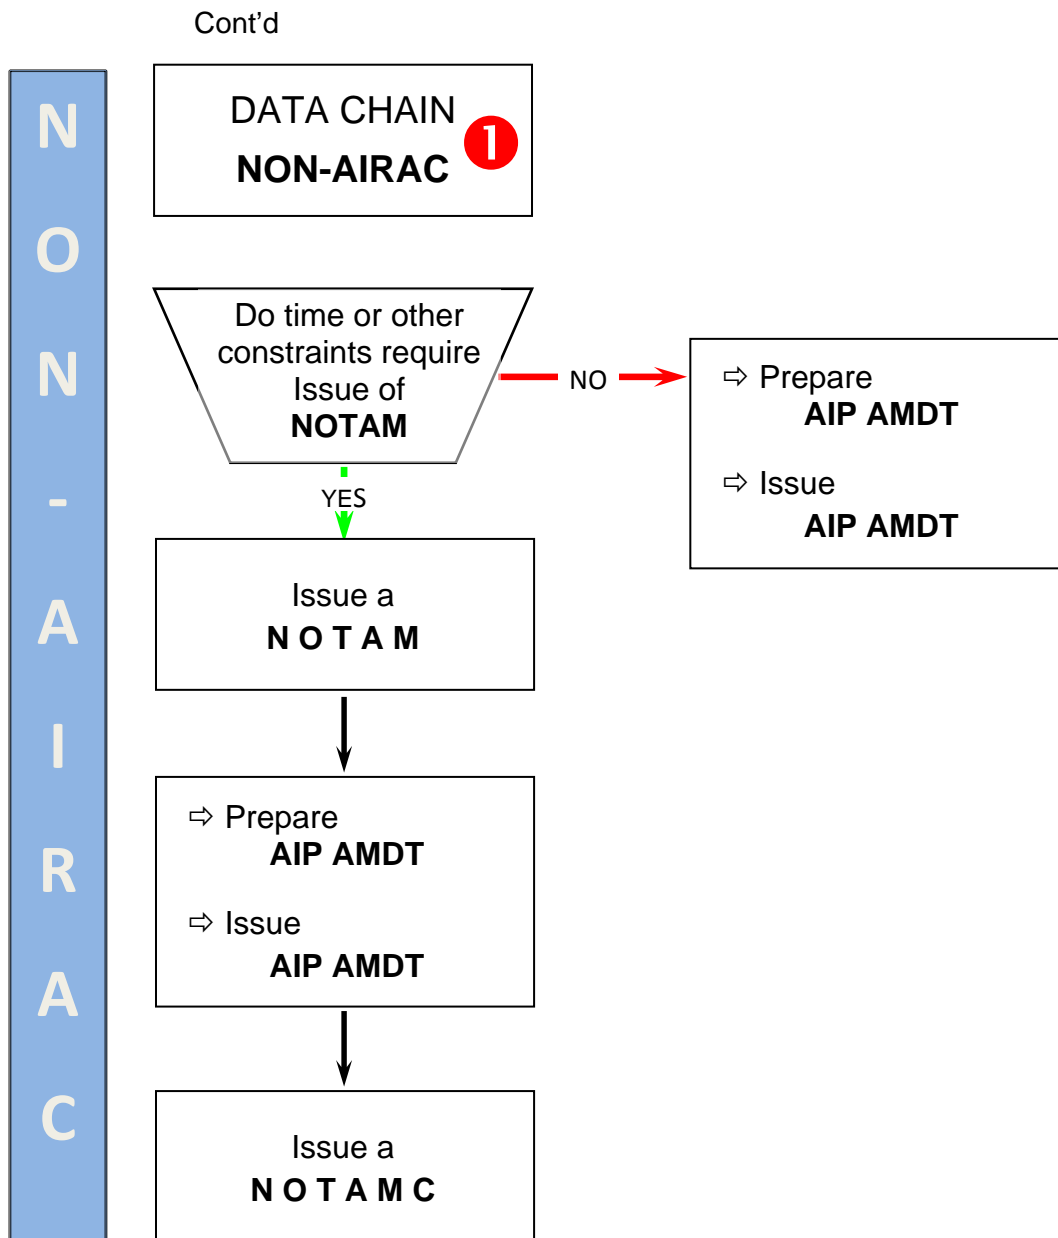 Cont’d
N
O
N
-
A
I
R
A
C
DATA CHAIN
NON-AIRAC
1
Do time or other
constraints require
Issue of
NOTAM
NO
YES
⇨ Prepare
AIP AMDT
⇨ Issue
AIP AMDT
Issue a
N O T A M
⇨ Prepare
AIP AMDT
⇨ Issue
AIP AMDT
Issue a
N O T A M C